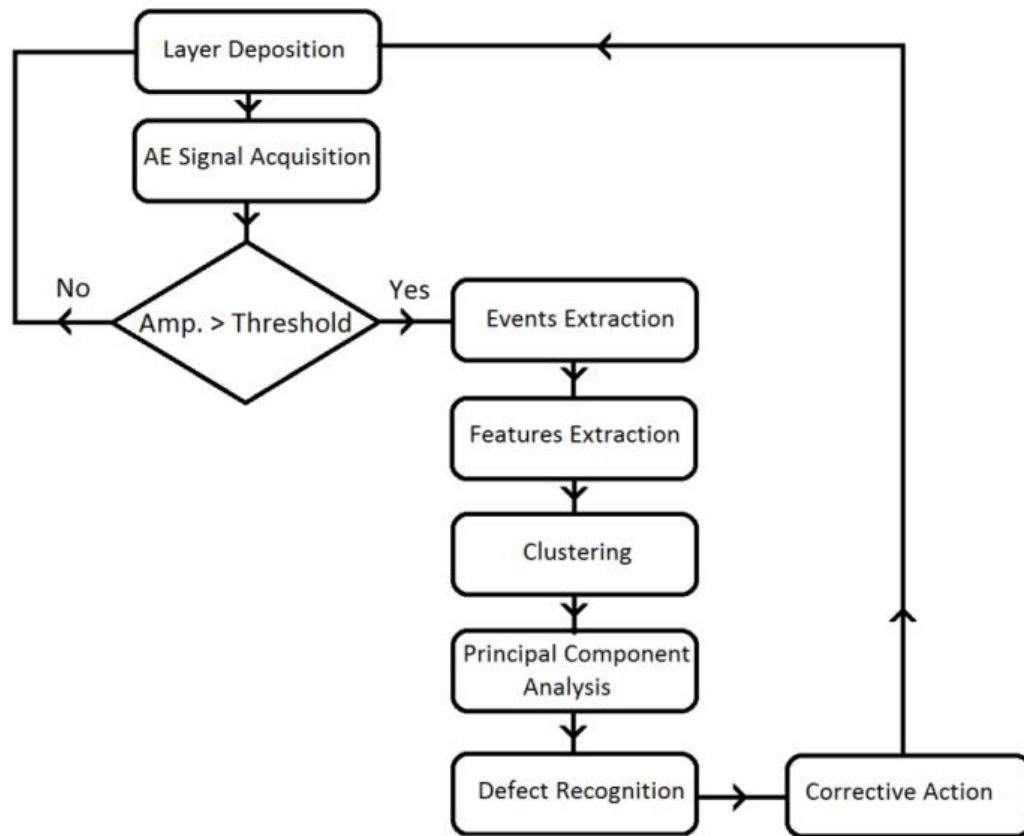 Layer Deposition
AE Signal Acquisition
No
Yes
Amp. > Threshold
Events Extraction
Features Extraction
Clustering
Principal Component
Analysis
Defect Recognition
Corrective Action